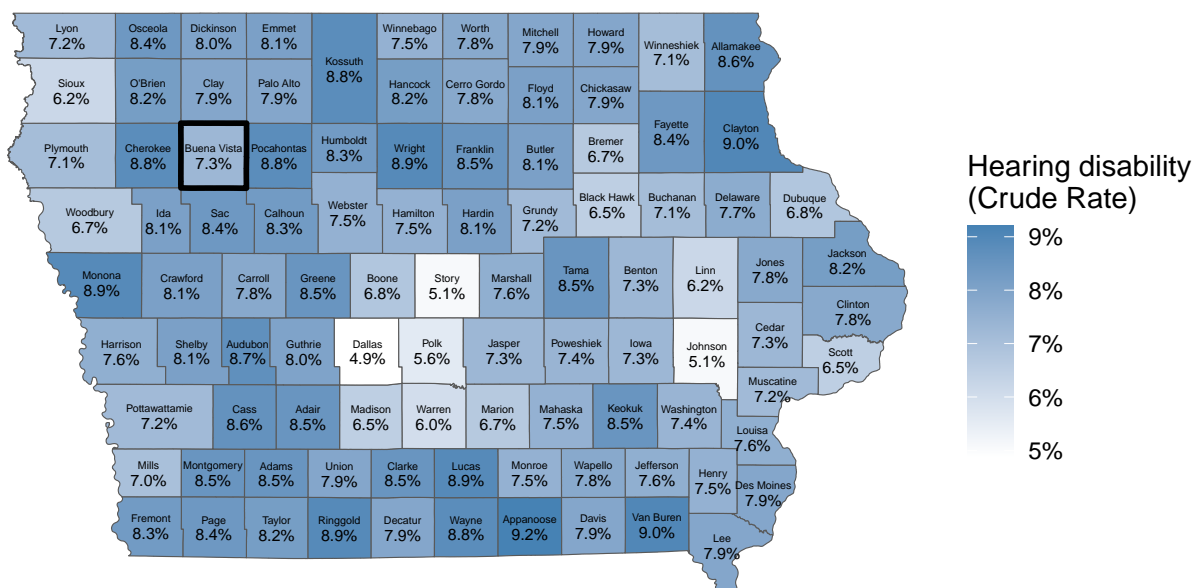 Lyon
7.2%
Osceola
8.4%
Dickinson
8.0%
Emmet
8.1%
Kossuth
8.8%
Winnebago
7.5%
Worth
7.8%
Mitchell
7.9%
Howard
7.9%
Winneshiek
7.1%
Allamakee
8.6%
Sioux
6.2%
O'Brien
8.2%
Clay
7.9%
Palo Alto
7.9%
Hancock
8.2%
Cerro Gordo
7.8%
Floyd
8.1%
Chickasaw
7.9%
Plymouth
7.1%
Cherokee
8.8%
Buena Vista
7.3%
Pocahontas
8.8%
Humboldt
8.3%
Wright
8.9%
Franklin
8.5%
Butler
8.1%
Bremer
6.7%
Fayette
8.4%
Clayton
9.0%
Woodbury
6.7%
Ida
8.1%
Sac
8.4%
Calhoun
8.3%
Webster
7.5%
Hamilton
7.5%
Hardin
8.1%
Grundy
7.2%
Black Hawk
6.5%
Buchanan
7.1%
Delaware
7.7%
Dubuque
6.8%
Monona
8.9%
Crawford
8.1%
Carroll
7.8%
Greene
8.5%
Boone
6.8%
Story
5.1%
Marshall
7.6%
Tama
8.5%
Benton
7.3%
Linn
6.2%
Jones
7.8%
Jackson
8.2%
Clinton
7.8%
Harrison
7.6%
Shelby
8.1%
Audubon
8.7%
Guthrie
8.0%
Dallas
4.9%
Polk
5.6%
Jasper
7.3%
Poweshiek
7.4%
Iowa
7.3%
Johnson
5.1%
Cedar
7.3%
Scott
6.5%
Muscatine
7.2%
Pottawattamie
7.2%
Cass
8.6%
Adair
8.5%
Madison
6.5%
Warren
6.0%
Marion
6.7%
Mahaska
7.5%
Keokuk
8.5%
Washington
7.4%
Louisa
7.6%
Mills
7.0%
Montgomery
8.5%
Adams
8.5%
Union
7.9%
Clarke
8.5%
Lucas
8.9%
Monroe
7.5%
Wapello
7.8%
Jefferson
7.6%
Henry
7.5%
Des Moines
7.9%
Fremont
8.3%
Page
8.4%
Taylor
8.2%
Ringgold
8.9%
Decatur
7.9%
Wayne
8.8%
Appanoose
9.2%
Davis
7.9%
Van Buren
9.0%
Lee
7.9%
Hearing disability
(Crude Rate)
9%
8%
7%
6%
5%